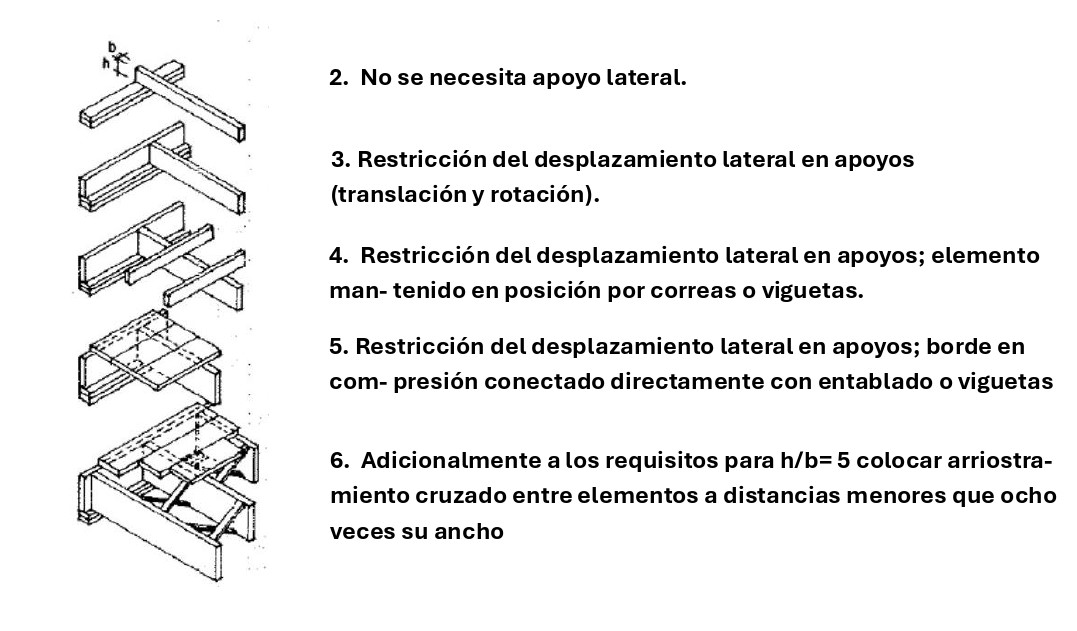 b
h
2. No se necesita apoyo lateral.
3. Restricción del desplazamiento lateral en apoyos
(translación y rotación).
4. Restricción del desplazamiento lateral en apoyos; elemento
man- tenido en posición por correas o viguetas.
5. Restricción del desplazamiento lateral en apoyos; borde en
com- presión conectado directamente con entablado o viguetas
6. Adicionalmente a los requisitos para h/b= 5 colocar arriostra-
miento cruzado entre elementos a distancias menores que ocho
veces su ancho